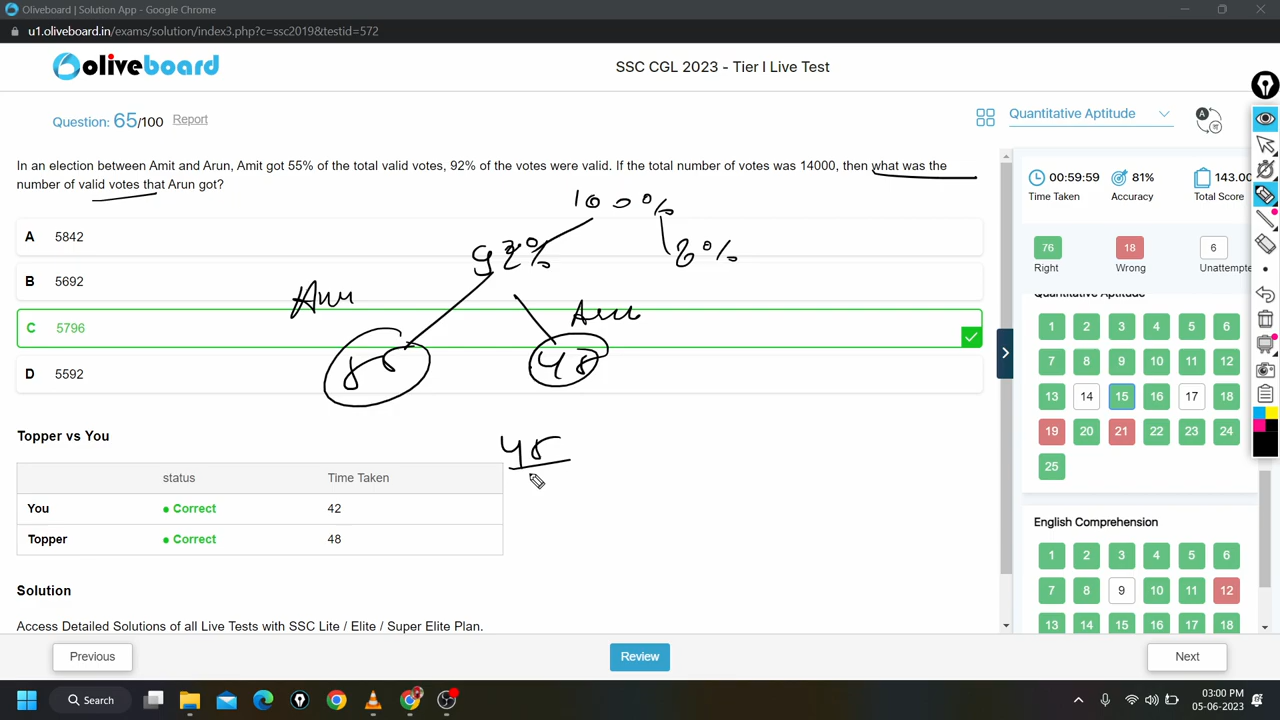 Oliveboard | Solution App - Google Chrome
u1.oliveboard.in/exams/solution/index3.php?c=ssc2019&testid=572
oliveboard
SSC CGL 2023 - Tier I Live Test
Question: 65/100 Report
Quantitative Aptitude
A
In an election between Amit and Arun, Amit got 55% of the total valid votes, 92% of the votes were valid. If the total number of votes was 14000, then what was the
number of valid votes that Arun got?
100%
92%
8%
A 5842
B 5692
C 5796
D 5592
45
00:59:59
Time Taken
81%
Accuracy
143.00
Total Score
76
Right
18
Wrong
6
Unattempte
Quantitative Aptitude
1 2 3 4 5 6
7 8 9 10 11 12
13 14 15 16 17 18
19 20 21 22 23 24
25
Topper vs You
status Time Taken
You Correct 42
Topper Correct 48
Solution
Access Detailed Solutions of all Live Tests with SSC Lite / Elite / Super Elite Plan.
English Comprehension
1 2 3 4 5 6
7 8 9 10 11 12
13 14 15 16 17 18
Previous
Review
Next
Search
03:00 PM
05-06-2023